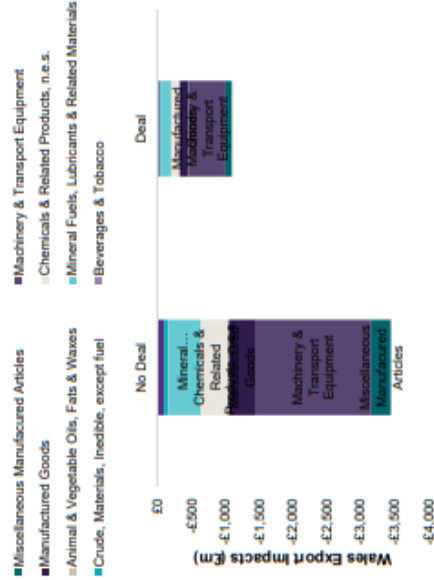 Miscellaneous Manufacured Articles
Machinery & Transport Equipment
Manufactured Goods
Chemicals & Related Products, n.e.s.
Animal & Vegetable Oils, Fats & Waxes
Mineral Fuels, Lubricants & Related Materials
Crude, Materials, Inedible, except fuel
Beverages & Tobacco
No Deal
Deal
£0
-£500
-£1,000
-£1,500
-£2,000
-£2,500
-£3,000
-£3,500
-£4,000
Wales Export Impacts (£m)
Mineral...
Chemicals &
Related
Goods
Machinery &
Transport
Equipment
Miscellaneous
Manufacured
Articles
Manufactured
Machinery &
Transport
Equipment